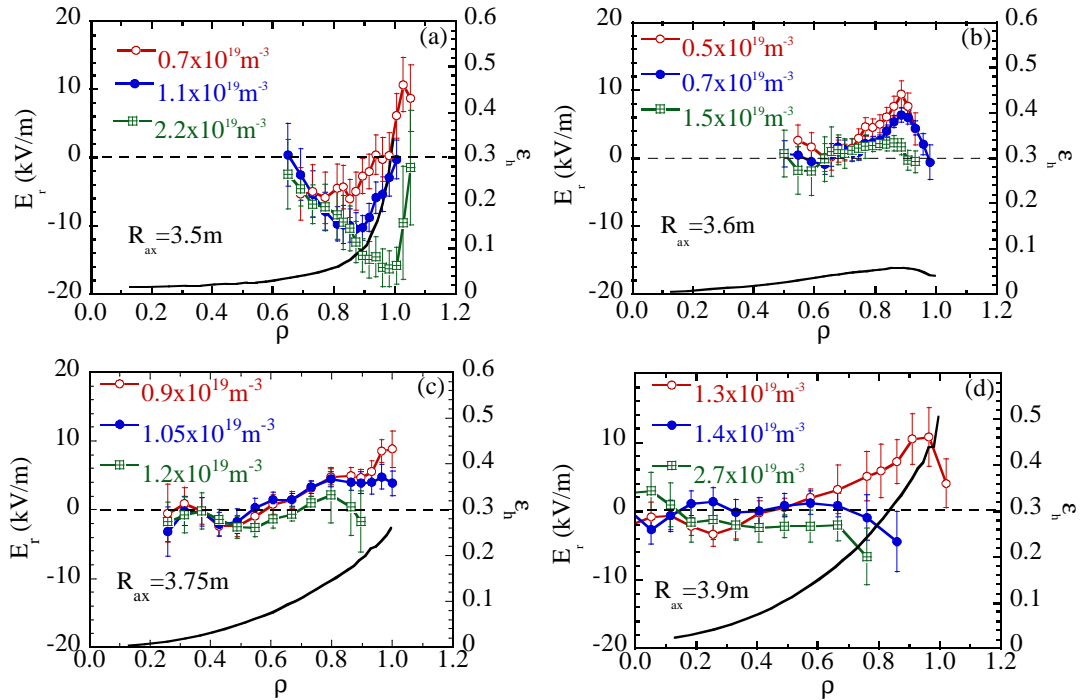 (a)
0.7x10¹⁹m⁻³
1.1x10¹⁹m⁻³
2.2x10¹⁹m⁻³
R_ax=3.5m
E_r (kV/m)
20
10
0
-10
-20
0.0 0.2 0.4 0.6 0.8 1.0 1.2
ρ
0.6
0.5
0.4
0.3
0.2
0.1
0
ε_h
(b)
0.5x10¹⁹m⁻³
0.7x10¹⁹m⁻³
1.5x10¹⁹m⁻³
R_ax=3.6m
E_r (kV/m)
20
10
0
-10
-20
0.0 0.2 0.4 0.6 0.8 1.0 1.2
ρ
0.6
0.5
0.4
0.3
0.2
0.1
0
ε_h
(c)
0.9x10¹⁹m⁻³
1.05x10¹⁹m⁻³
1.2x10¹⁹m⁻³
R_ax=3.75m
E_r (kV/m)
20
10
0
-10
-20
0.0 0.2 0.4 0.6 0.8 1.0 1.2
ρ
0.6
0.5
0.4
0.3
0.2
0.1
0
ε_h
(d)
1.3x10¹⁹m⁻³
1.4x10¹⁹m⁻³
2.7x10¹⁹m⁻³
R_ax=3.9m
E_r (kV/m)
20
10
0
-10
-20
0.0 0.2 0.4 0.6 0.8 1.0 1.2
ρ
0.5
0.4
0.3
0.2
0.1
0
ε_h